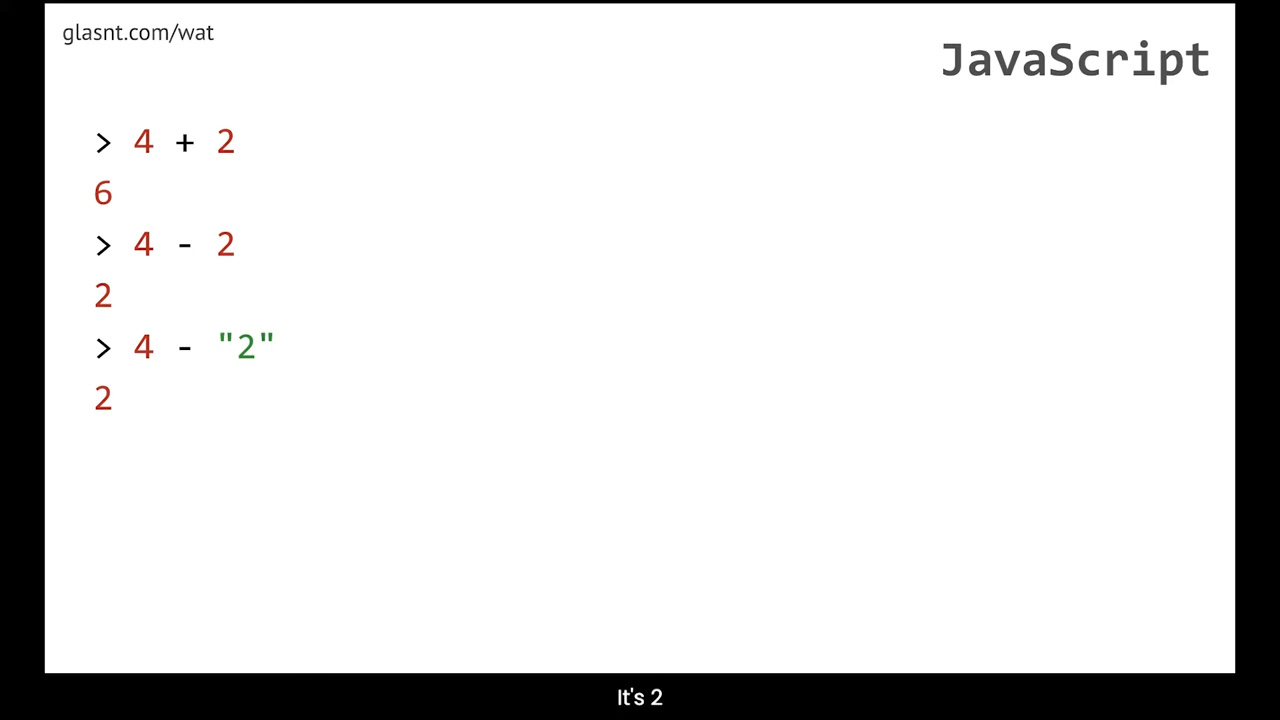 glasnt.com/wat
JavaScript
> 4 + 2
6
> 4 - 2
2
> 4 - "2"
2
It's 2